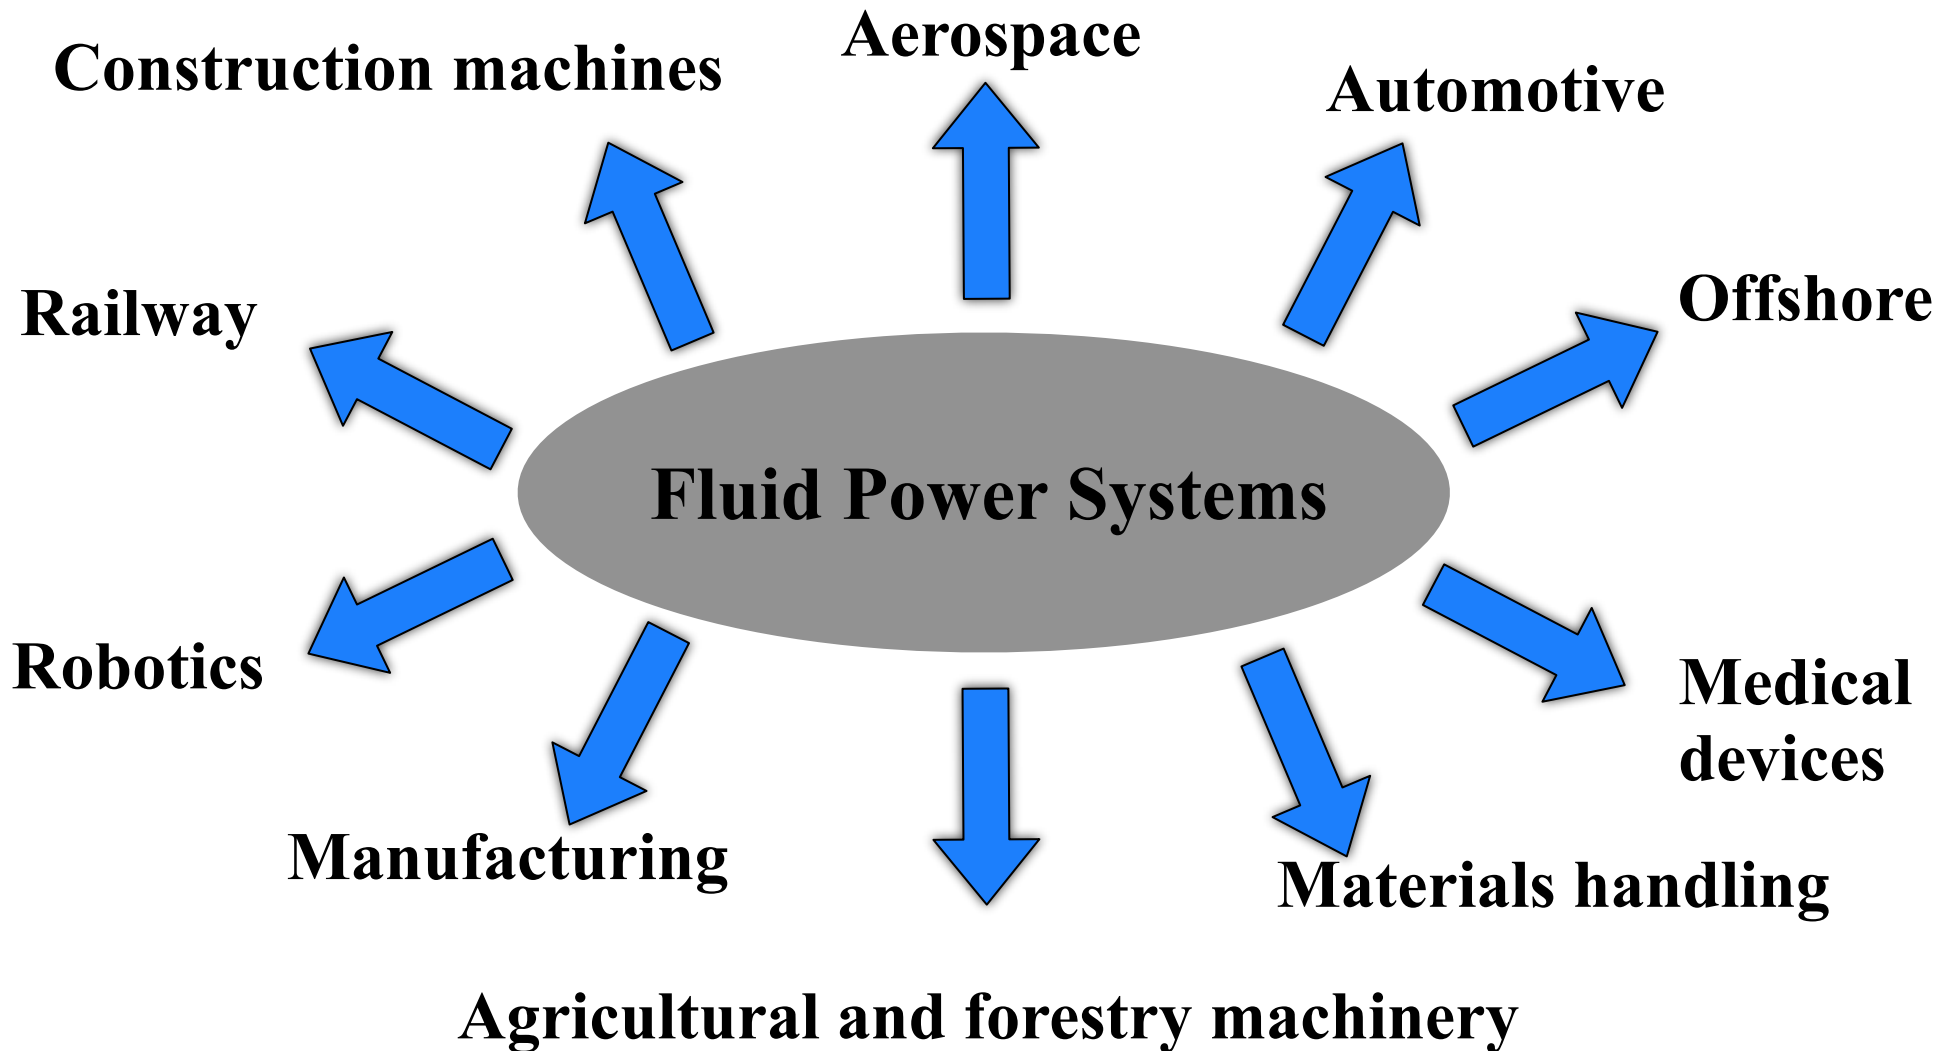 Aerospace
Construction machines
Automotive
Offshore
Railway
Fluid Power Systems
Robotics
Medical
devices
Manufacturing
Materials handling
Agricultural and forestry machinery